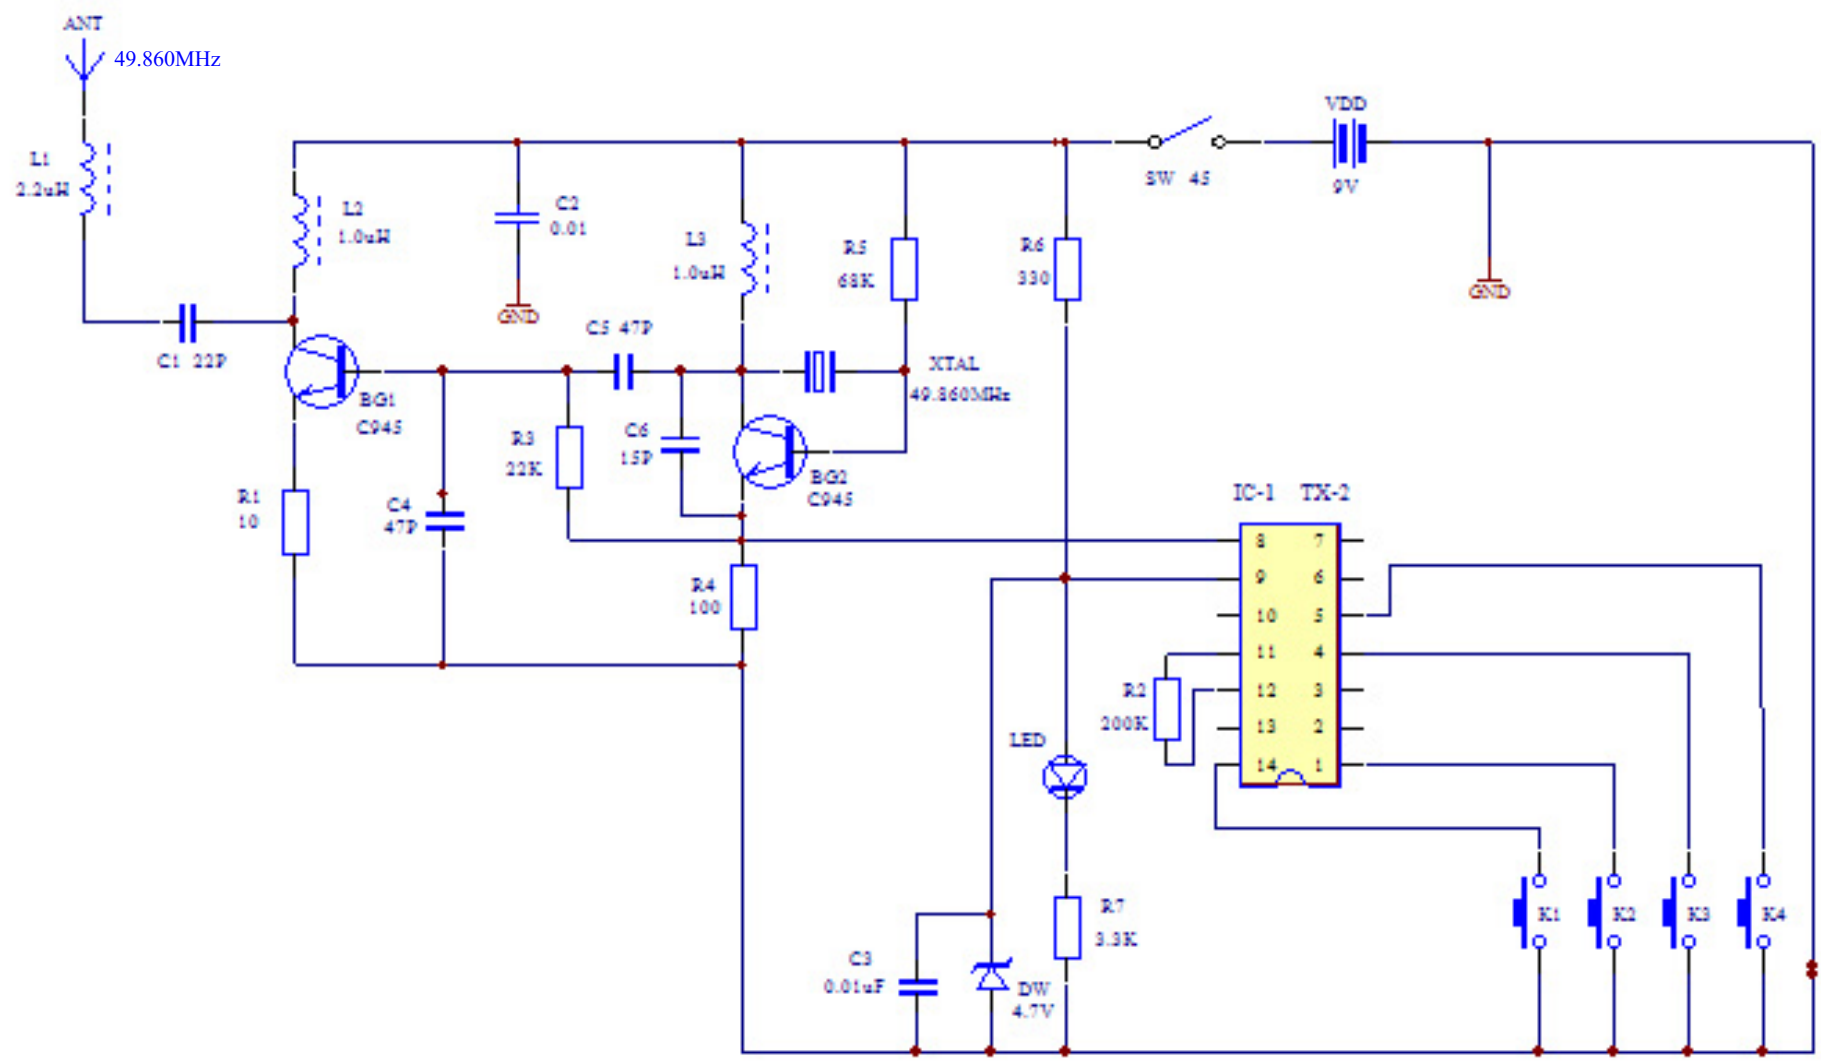 ANT
49.860MHz
VDD
9V
SW 45
GND
L1
2.2uH
L2
1.0uH
C2
0.01
GND
L3
1.0uH
R5
68K
R6
330
C1 22P
C5 47P
XTAL
49.860MHz
BG1
C945
R3
22K
C6
15P
BG2
C945
R1
10
C4
47P
R4
100
IC-1 TX-2
8 7
9 6
10 5
11 4
12 3
13 2
14 1
R2
200K
LED
R7
3.3K
C3
0.01uF
DW
4.7V
K1
K2
K3
K4